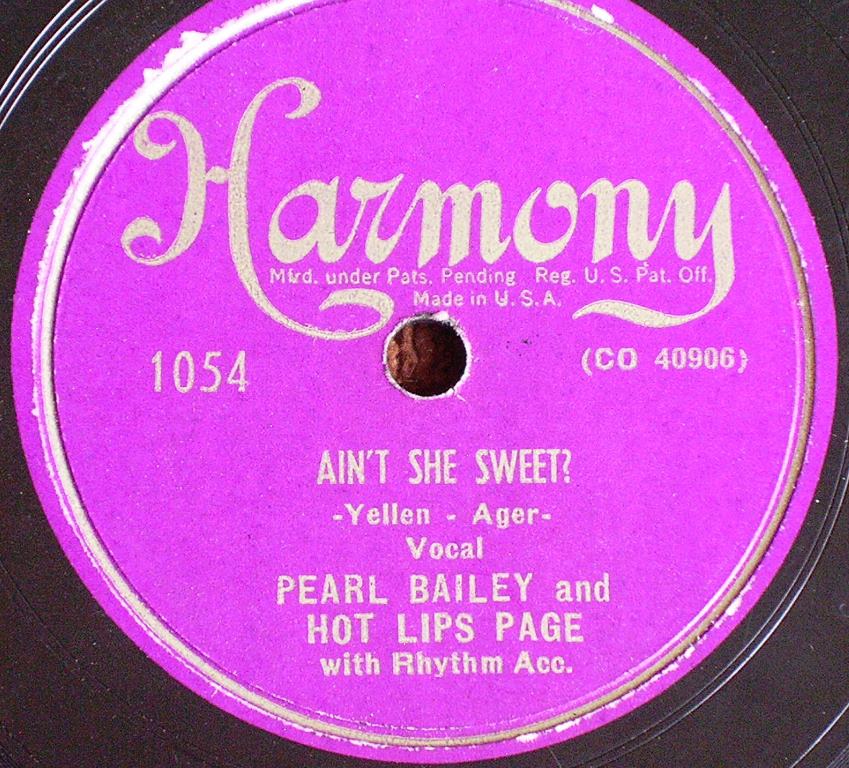 Harmony
Mfrd. under Pats. Pending Reg. U. S. Pat. Off.
Made in U. S. A.
1054
(CO 40906)
AIN'T SHE SWEET?
-Yellen - Ager-
Vocal
PEARL BAILEY and
HOT LIPS PAGE
with Rhythm Acc.